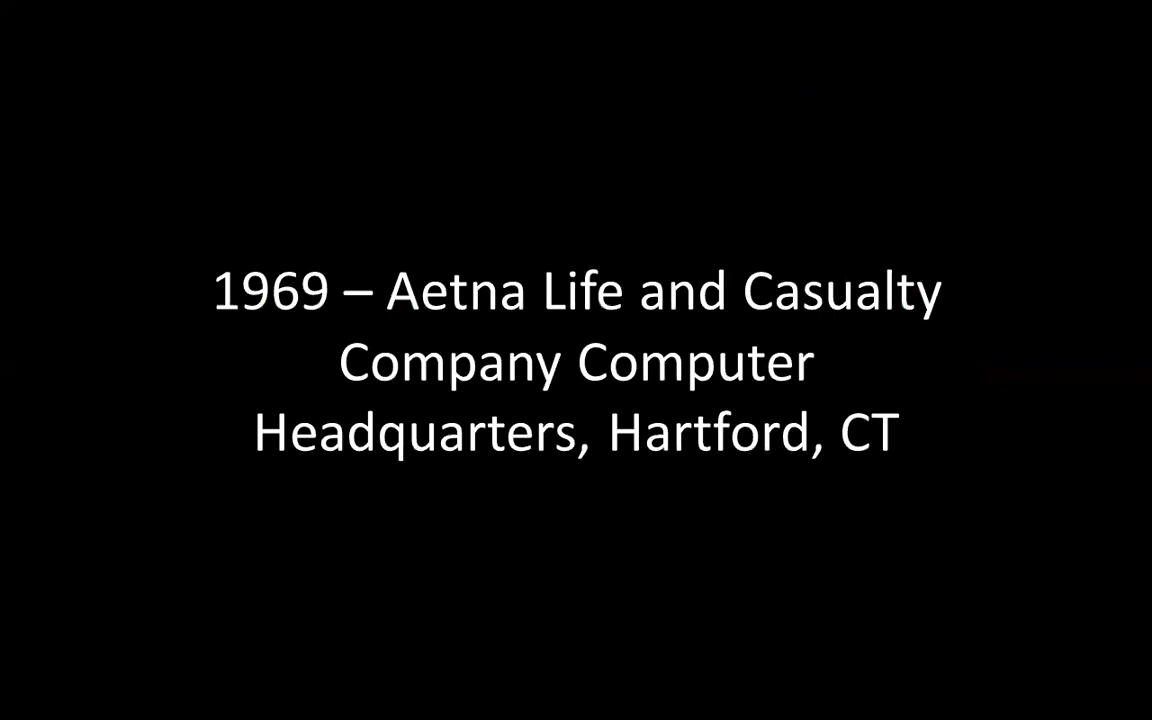 1969 – Aetna Life and Casualty
Company Computer
Headquarters, Hartford, CT